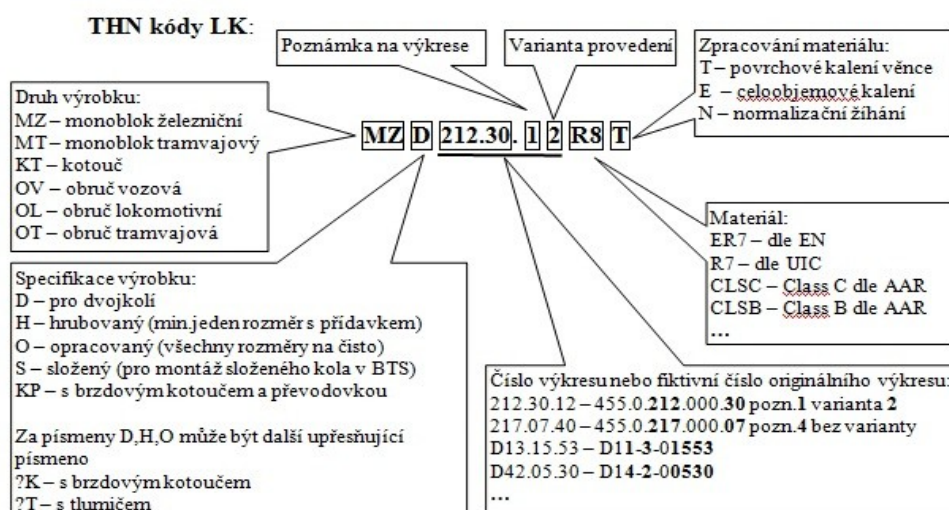 THN kódy LK:
Poznámka na výkrese
Varianta provedení
Zpracování materiálu:
T – povrchové kalení věnce
E – celoobjemové kalení
N – normalizační žíhání
Druh výrobku:
MZ – monoblok železniční
MT – monoblok tramvajový
KT – kotouč
OV – obruč vozová
OL – obruč lokomotivní
OT – obruč tramvajová
MZ D 212.30. 1 2 R8 T
Materiál:
ER7 – dle EN
R7 – dle UIC
CLSC – Class C dle AAR
CLSB – Class B dle AAR
...
Specifikace výrobku:
D – pro dvojkolí
H – hrubovaný (min.jeden rozměr s přídavkem)
O – opracovaný (všechny rozměry na čisto)
S – složený (pro montáž složeného kola v BTS)
KP – s brzdovým kotoučem a převodovkou
Za písmeny D,H,O může být další upřesňující
písmeno
?K – s brzdovým kotoučem
?T – s tlumičem
Číslo výkresu nebo fiktivní číslo originálního výkresu:
212.30.12 – 455.0.212.000.30 pozn.1 varianta 2
217.07.40 – 455.0.217.000.07 pozn.4 bez varianty
D13.15.53 – D11-3-01553
D42.05.30 – D14-2-00530
...